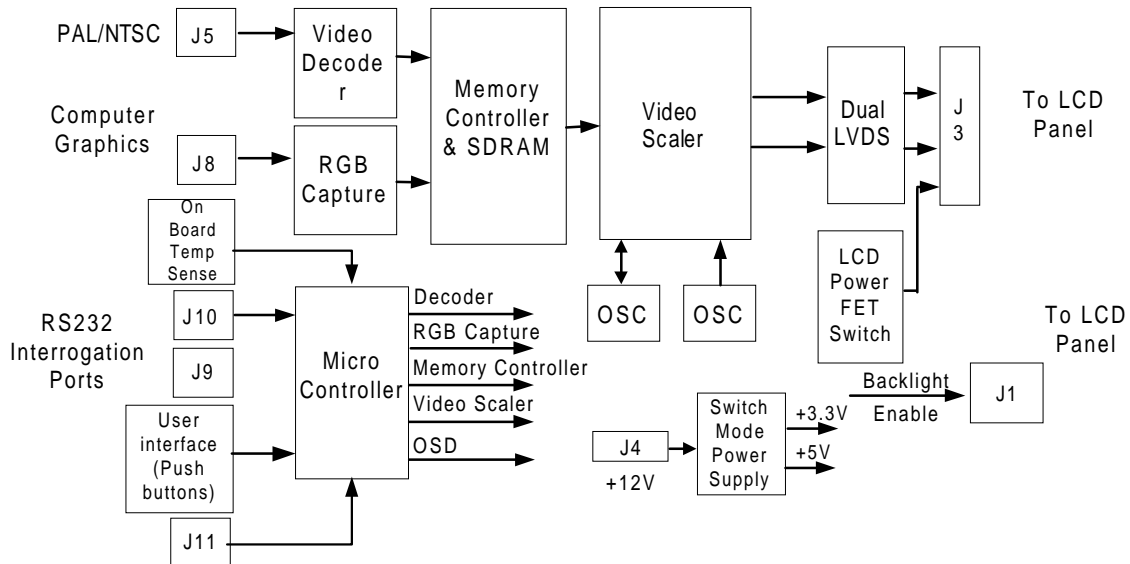 PAL/NTSC
J5
Video
Decode
r
Memory
Controller
& SDRAM
Video
Scaler
Dual
LVDS
J
3
To LCD
Panel
Computer
Graphics
J8
RGB
Capture
On
Board
Temp
Sense
OSC
OSC
LCD
Power
FET
Switch
To LCD
Panel
RS232
Interrogation
Ports
J10
J9
Micro
Controller
Decoder
RGB Capture
Memory Controller
Video Scaler
OSD
User
interface
(Push
buttons)
J11
J4
+12V
Switch
Mode
Power
Supply
+3.3V
+5V
Backlight
Enable
J1